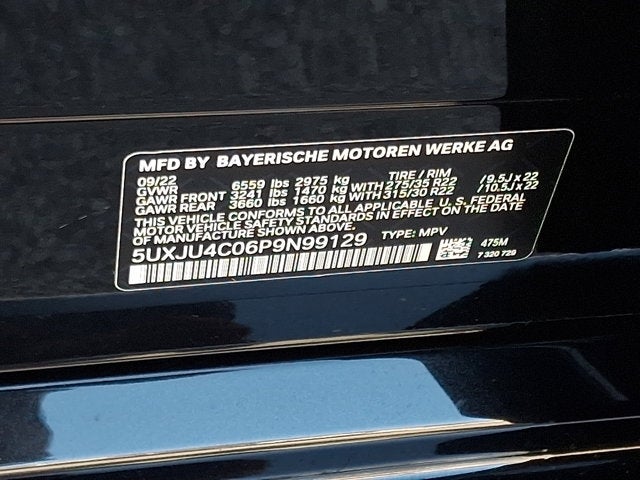 MFD BY BAYERISCHE MOTOREN WERKE AG
09/22 TIRE / RIM
GVWR 6559 lbs 2975 kg
GAWR FRONT 3241 lbs 1470 kg WITH 275/35 R22 / 9.5J x 22
GAWR REAR 3660 lbs 1660 kg WITH 315/30 R22 / 10.5J x 22
THIS VEHICLE CONFORMS TO ALL APPLICABLE U. S. FEDERAL
MOTOR VEHICLE SAFETY STANDARDS IN EFFECT ON THE DATE
OF MANUFACTURE SHOWN ABOVE
5UXJU4C06P9N99129 TYPE: MPV
475M
7 320 729